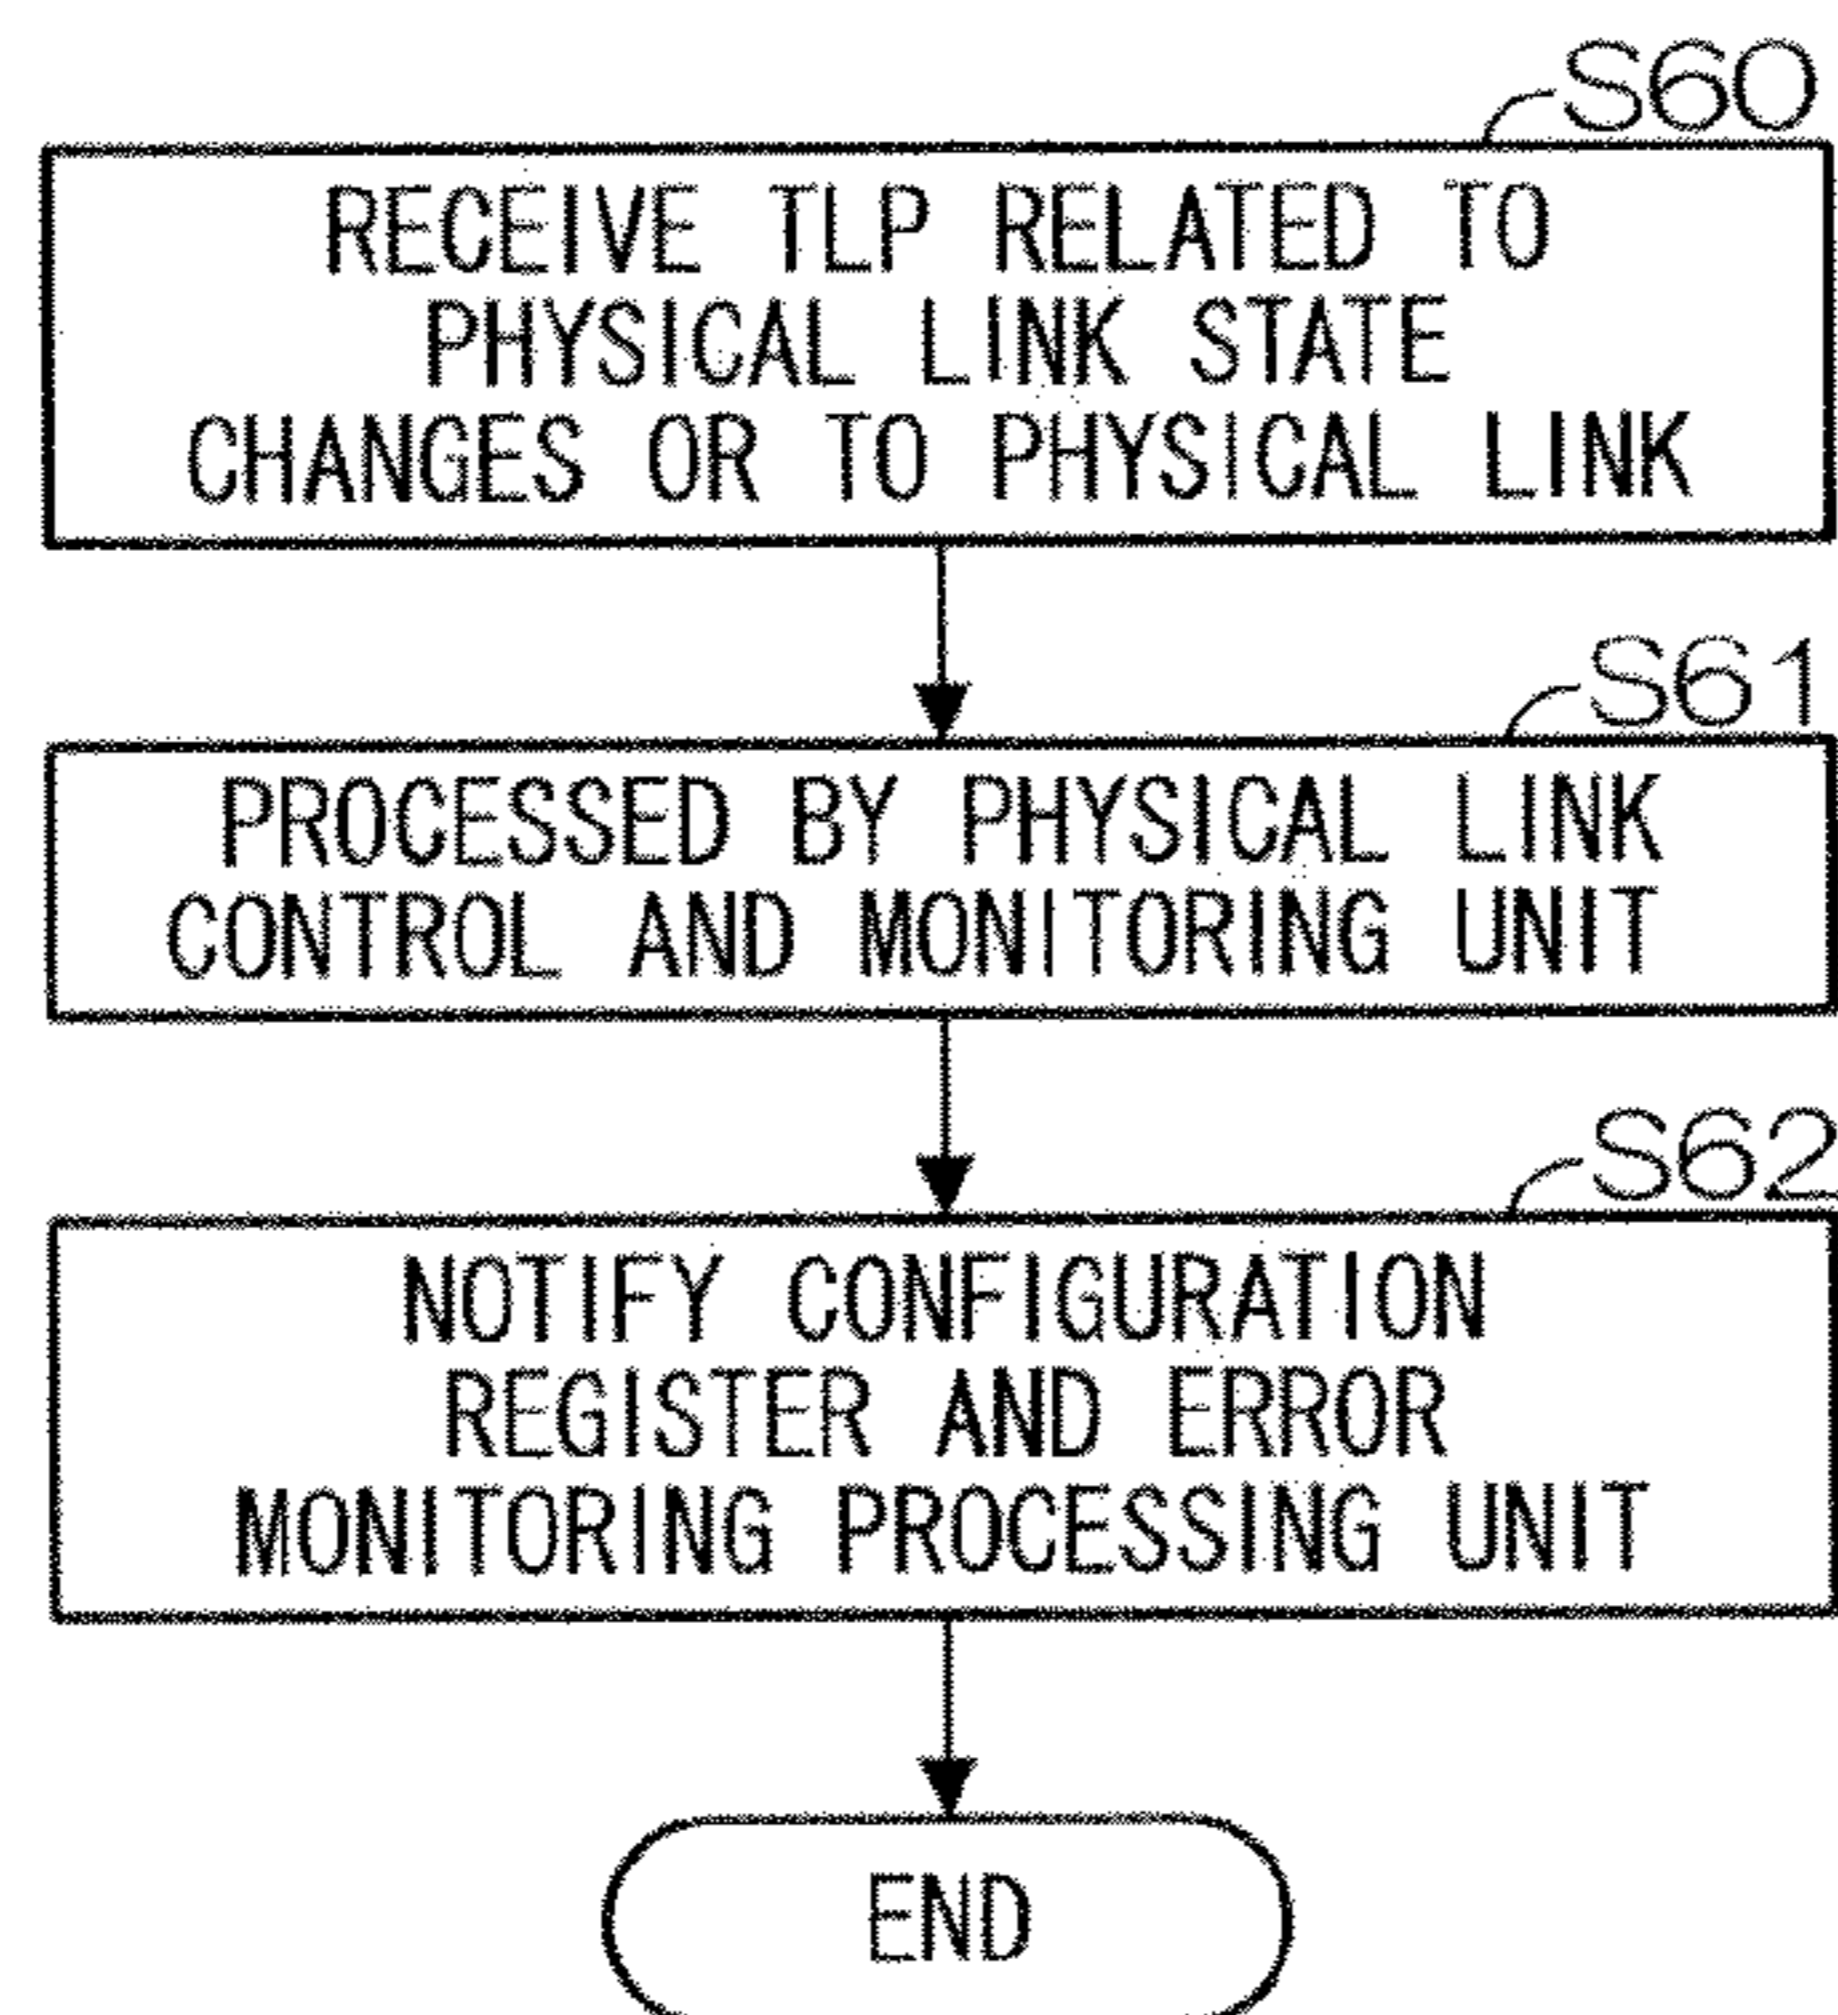 S60
RECEIVE TLP RELATED TO
PHYSICAL LINK STATE
CHANGES OR TO PHYSICAL LINK
S61
PROCESSED BY PHYSICAL LINK
CONTROL AND MONITORING UNIT
S62
NOTIFY CONFIGURATION
REGISTER AND ERROR
MONITORING PROCESSING UNIT
END